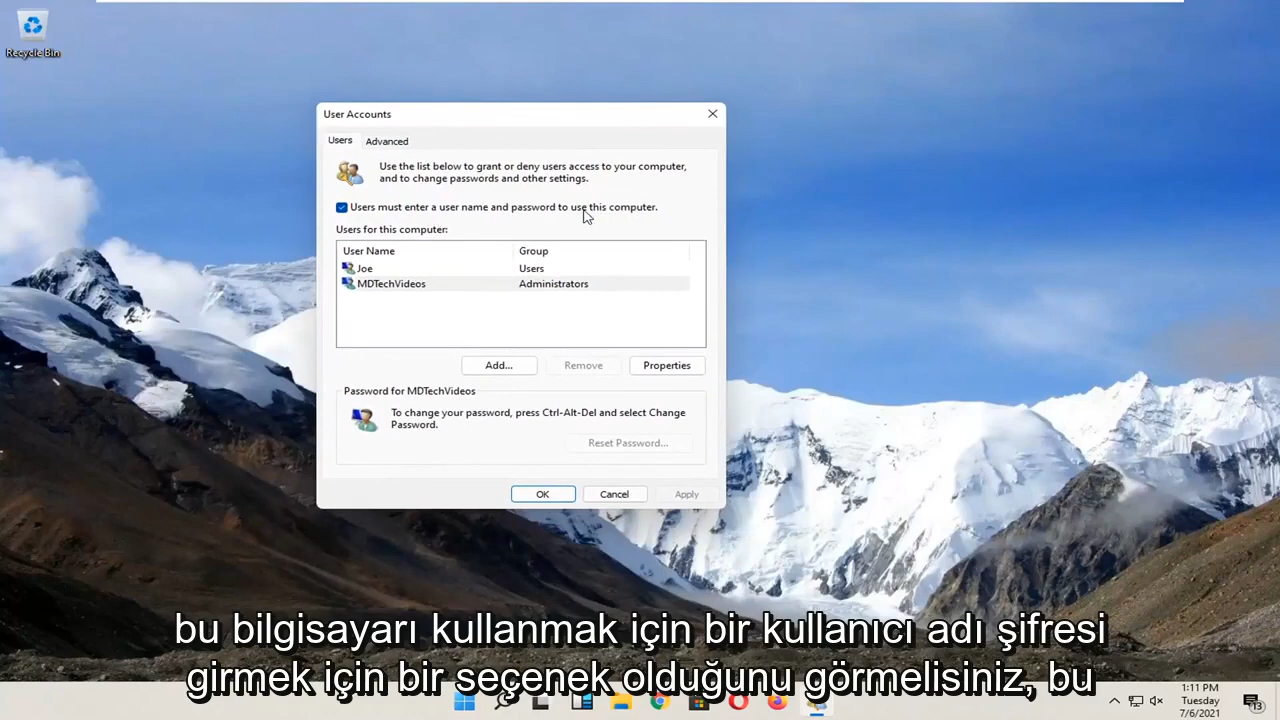 Recycle Bin
User Accounts
Users
Advanced
Use the list below to grant or deny users access to your computer,
and to change passwords and other settings.
Users must enter a user name and password to use this computer.
Users for this computer:
User Name
Group
Joe
Users
MDTechVideos
Administrators
Add...
Remove
Properties
Password for MDTechVideos
To change your password, press Ctrl-Alt-Del and select Change
Password.
Reset Password...
OK
Cancel
Apply
bu bilgisayarı kullanmak için bir kullanıcı adı şifresi
girmek için bir seçenek olduğunu görmelisiniz, bu
1:11 PM
Tuesday
7/6/2021
13